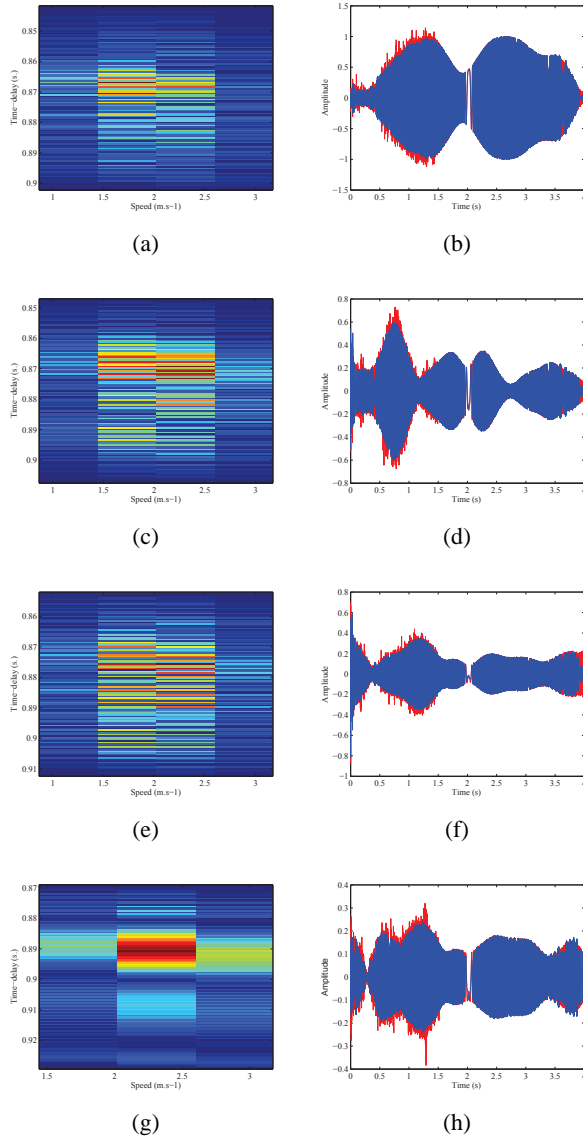 0.85
0.86
0.87
0.88
0.89
0.9
Time−delay (s.)
1 1.5 2 2.5 3
Speed (m.s−1)
(a)
1.5
1
0.5
0
−0.5
−1
−1.5
Amplitude
0 0.5 1 1.5 2 2.5 3 3.5 4
Time (s)
(b)
0.85
0.86
0.87
0.88
0.89
0.9
Time−delay (s.)
1 1.5 2 2.5 3
Speed (m.s−1)
(c)
0.8
0.6
0.4
0.2
0
−0.2
−0.4
−0.6
−0.8
Amplitude
0 0.5 1 1.5 2 2.5 3 3.5 4
Time (s)
(d)
0.86
0.87
0.88
0.89
0.9
0.91
Time−delay (s.)
1 1.5 2 2.5 3
Speed (m.s−1)
(e)
0.8
0.6
0.4
0.2
0
−0.2
−0.4
−0.6
−0.8
−1
Amplitude
0 0.5 1 1.5 2 2.5 3 3.5 4
Time (s)
(f)
0.87
0.88
0.89
0.90
0.91
0.92
Time−delay (s.)
1.5 2 2.5 3
Speed (m.s−1)
(g)
0.4
0.3
0.2
0.1
0
−0.1
−0.2
−0.3
−0.4
Amplitude
0 0.5 1 1.5 2 2.5 3 3.5 4
Time (s)
(h)